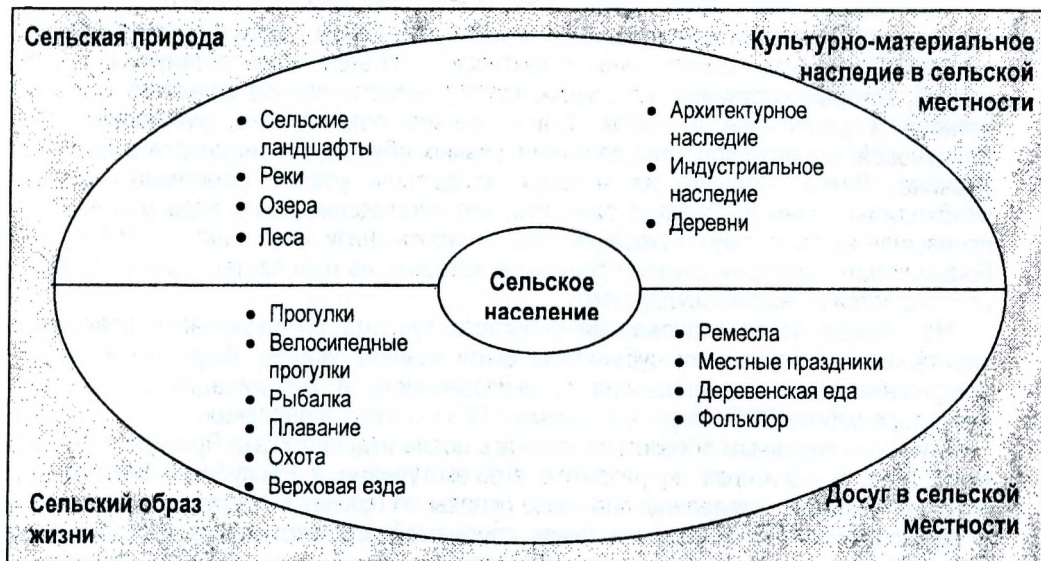 Сельская природа
Культурно-материальное
наследие в сельской
местности
• Сельские
ландшафты
• Реки
• Озера
• Леса
• Архитектурное
наследие
• Индустриальное
наследие
• Деревни
Сельское
население
• Прогулки
• Велосипедные
прогулки
• Рыбалка
• Плавание
• Охота
• Верховая езда
• Ремесла
• Местные праздники
• Деревенская еда
• Фольклор
Сельский образ
жизни
Досуг в сельской
местности